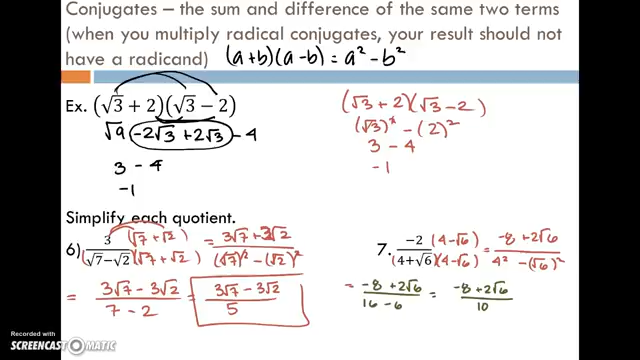 Conjugates – the sum and difference of the same two terms
(when you multiply radical conjugates, your result should not
have a radicand) (a+b)(a-b) = a² - b²
Ex. (√3 + 2)(√3 − 2)
√9 -2√3 + 2√3 - 4
3 - 4
-1
(√3 + 2)(√3 - 2)
(√3)² - (2)²
3 - 4
-1
Simplify each quotient.
6) 3/(√7−√2) (√7+√2)/(√7+√2) = (3√7+3√2)/((√7)² - (√2)²)
= (3√7 - 3√2)/(7 - 2) = (3√7 - 3√2)/5
7. −2/(4+√6) (4-√6)/(4-√6) = (-8 + 2√6)/(4² - (√6)²)
= (-8 + 2√6)/(16 - 6) = (-8 + 2√6)/10
Recorded with
SCREENCAST-O-MATIC